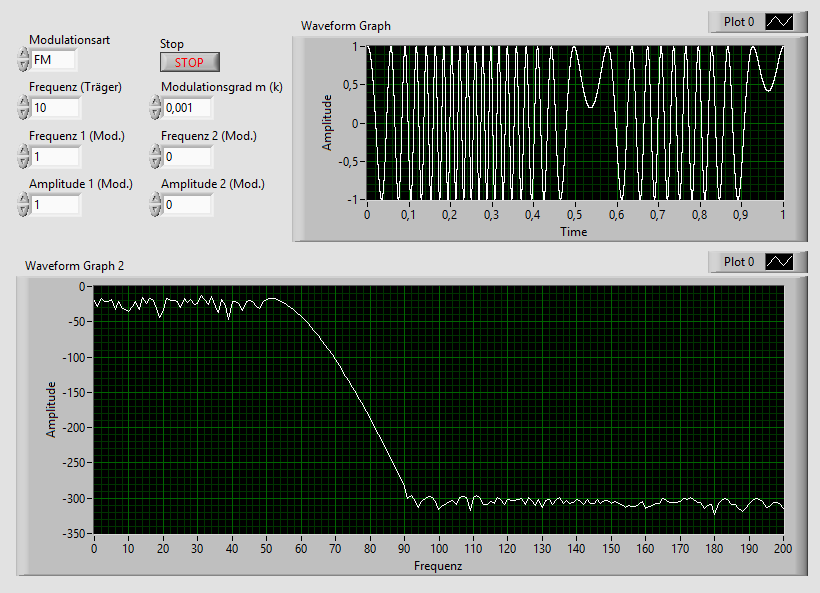 Modulationsart
FM
Stop
STOP
Frequenz (Träger)
10
Modulationsgrad m (k)
0,001
Frequenz 1 (Mod.)
1
Frequenz 2 (Mod.)
0
Amplitude 1 (Mod.)
1
Amplitude 2 (Mod.)
0
Waveform Graph
Plot 0
Amplitude
1
0,5
0
-0,5
-1
0 0,1 0,2 0,3 0,4 0,5 0,6 0,7 0,8 0,9 1
Time
Waveform Graph 2
Plot 0
Amplitude
0
-50
-100
-150
-200
-250
-300
-350
0 10 20 30 40 50 60 70 80 90 100 110 120 130 140 150 160 170 180 190 200
Frequenz